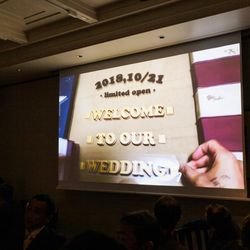 2018,10/21
· limited open ·
WELCOME
TO OUR
WEDDING!